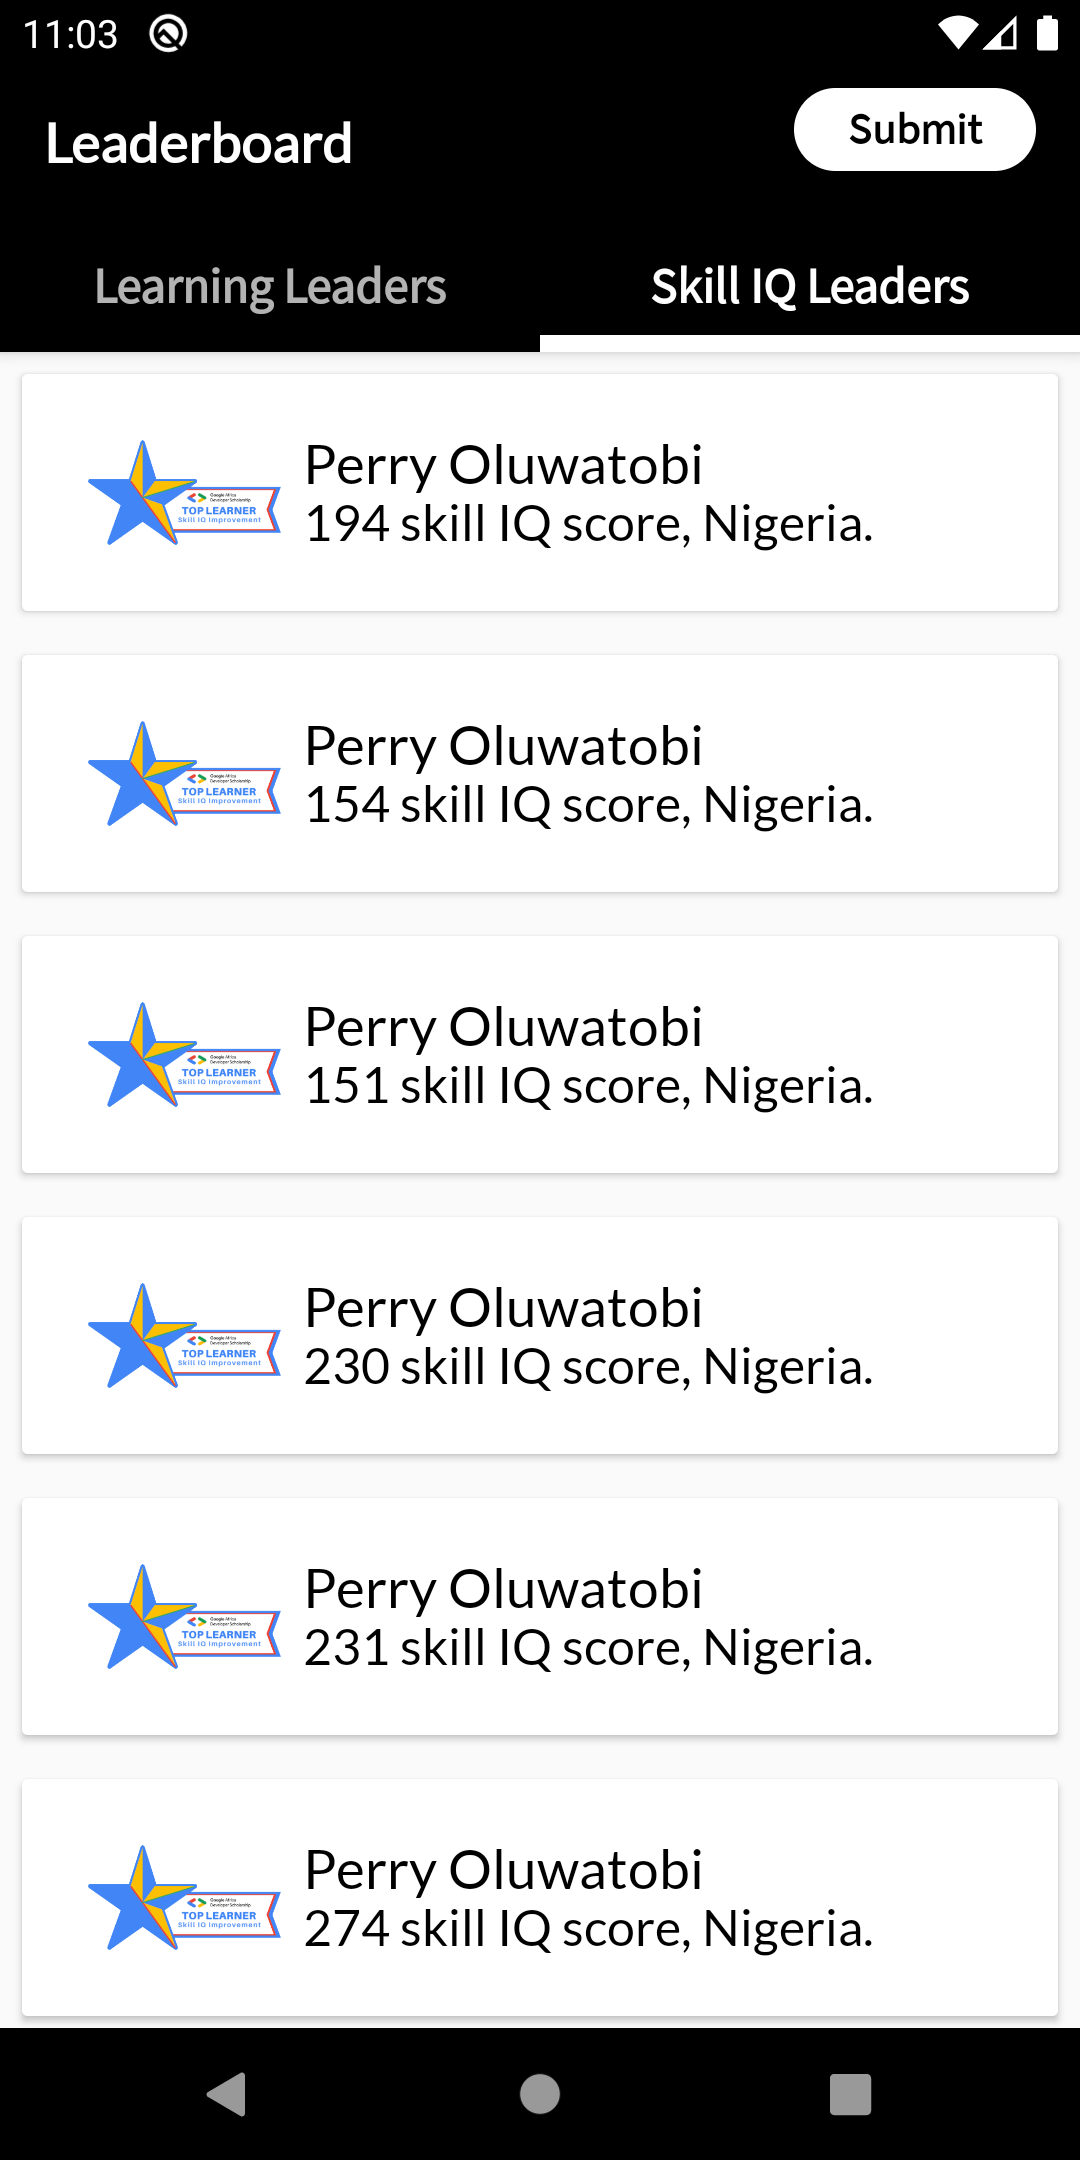 11:03
Leaderboard
Submit
Learning Leaders
Skill IQ Leaders
Perry Oluwatobi
194 skill IQ score, Nigeria.
Google Africa
Developer Scholarship
TOP LEARNER
Skill IQ Improvement
Perry Oluwatobi
154 skill IQ score, Nigeria.
Google Africa
Developer Scholarship
TOP LEARNER
Skill IQ Improvement
Perry Oluwatobi
151 skill IQ score, Nigeria.
Google Africa
Developer Scholarship
TOP LEARNER
Skill IQ Improvement
Perry Oluwatobi
230 skill IQ score, Nigeria.
Google Africa
Developer Scholarship
TOP LEARNER
Skill IQ Improvement
Perry Oluwatobi
231 skill IQ score, Nigeria.
Google Africa
Developer Scholarship
TOP LEARNER
Skill IQ Improvement
Perry Oluwatobi
274 skill IQ score, Nigeria.
Google Africa
Developer Scholarship
TOP LEARNER
Skill IQ Improvement